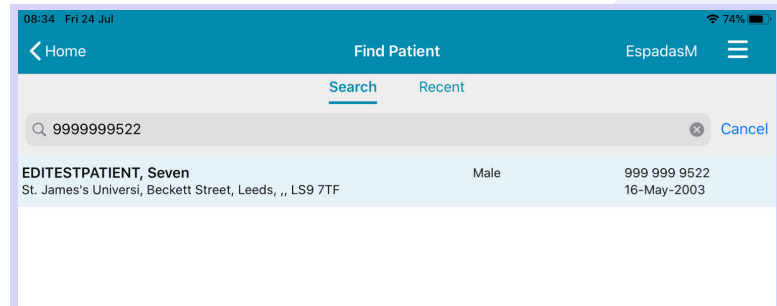 08:34 Fri 24 Jul 74%
Home Find Patient EspadasM
Search Recent
9999999522 Cancel
EDITESTPATIENT, Seven Male 999 999 9522
St. James's Universi, Beckett Street, Leeds, ,, LS9 7TF 16-May-2003